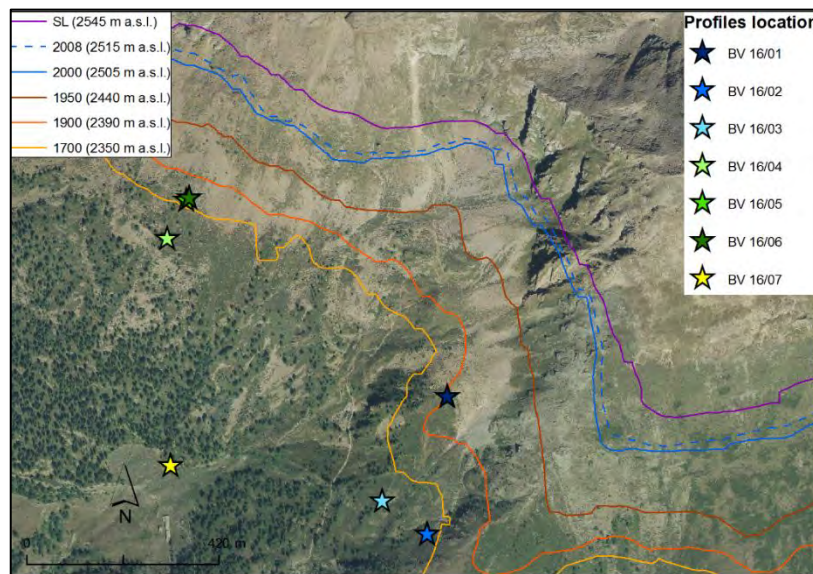 SL (2545 m a.s.l.)
2008 (2515 m a.s.l.)
2000 (2505 m a.s.l.)
1950 (2440 m a.s.l.)
1900 (2390 m a.s.l.)
1700 (2350 m a.s.l.)
Profiles location
BV 16/01
BV 16/02
BV 16/03
BV 16/04
BV 16/05
BV 16/06
BV 16/07
N
0 420 m